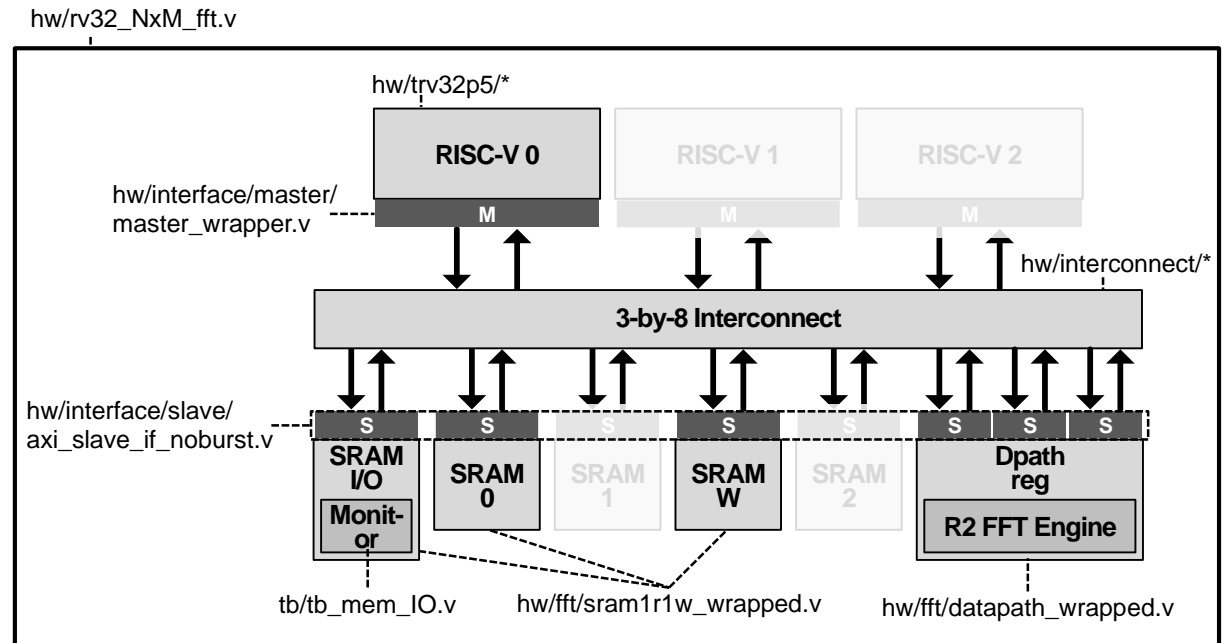 hw/rv32_NxM_fft.v
hw/trv32p5/*
RISC-V 0
RISC-V 1
RISC-V 2
hw/interface/master/
master_wrapper.v
M
M
M
hw/interconnect/*
3-by-8 Interconnect
hw/interface/slave/
axi_slave_if_noburst.v
S
S
S
S
S
S
S
S
SRAM
I/O
Monit-
or
SRAM
0
SRAM
1
SRAM
W
SRAM
2
Dpath
reg
R2 FFT Engine
tb/tb_mem_IO.v
hw/fft/sram1r1w_wrapped.v
hw/fft/datapath_wrapped.v